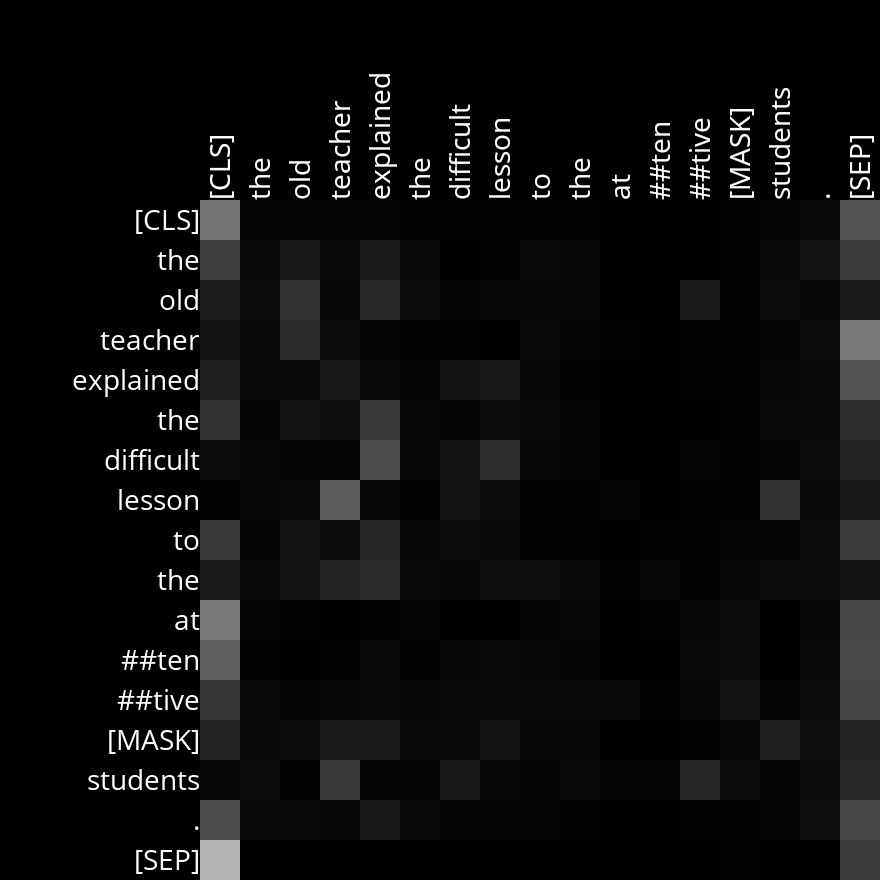 [CLS] the old teacher explained the difficult lesson to the at ##ten ##tive [MASK] students . [SEP]
[CLS]
the
old
teacher
explained
the
difficult
lesson
to
the
at
##ten
##tive
[MASK]
students
.
[SEP]